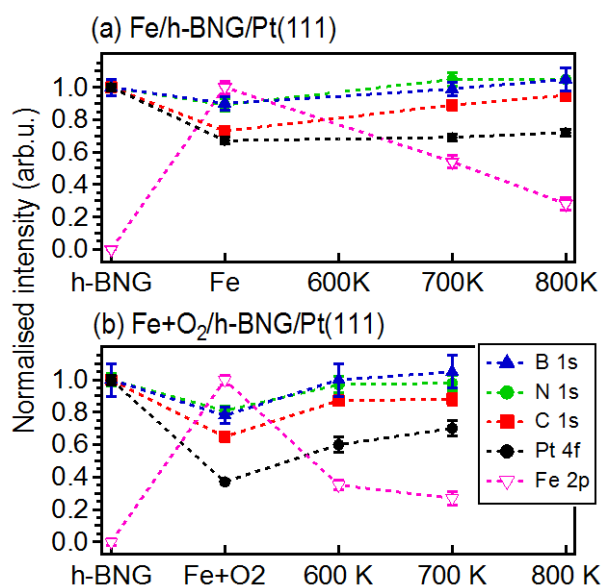 (a) Fe/h-BNG/Pt(111)
Normalised intensity (arb.u.)
1.0
0.8
0.6
0.4
0.2
0.0
h-BNG Fe 600K 700K 800K
(b) Fe+O₂/h-BNG/Pt(111)
1.0
0.8
0.6
0.4
0.2
0.0
B 1s
N 1s
C 1s
Pt 4f
Fe 2p
h-BNG Fe+O2 600 K 700 K 800 K